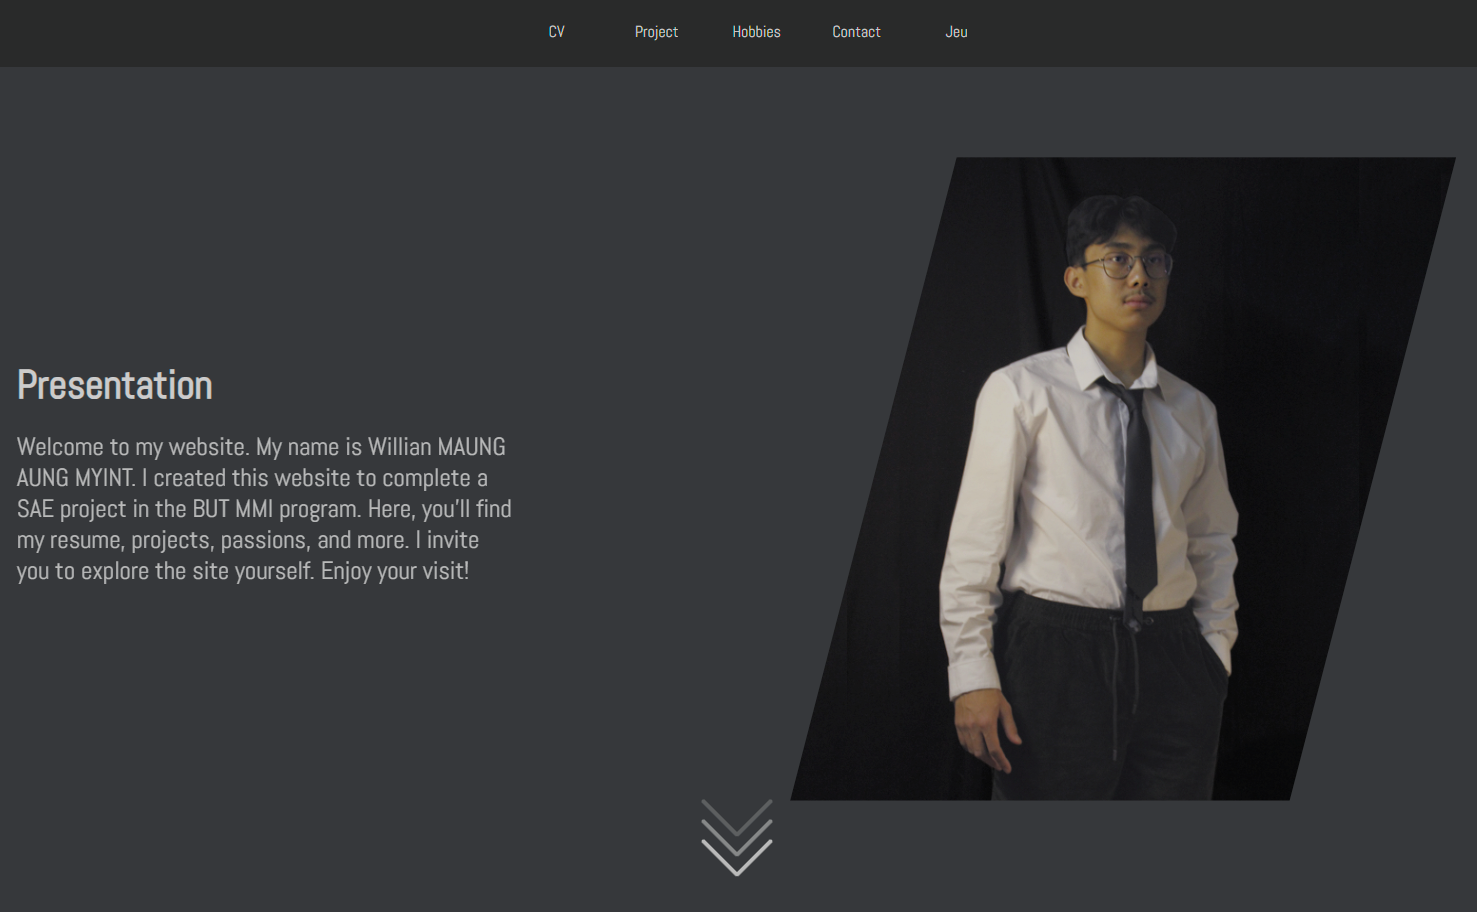 CV Project Hobbies Contact Jeu
Presentation
Welcome to my website. My name is Willian MAUNG
AUNG MYINT. I created this website to complete a
SAE project in the BUT MMI program. Here, you'll find
my resume, projects, passions, and more. I invite
you to explore the site yourself. Enjoy your visit!